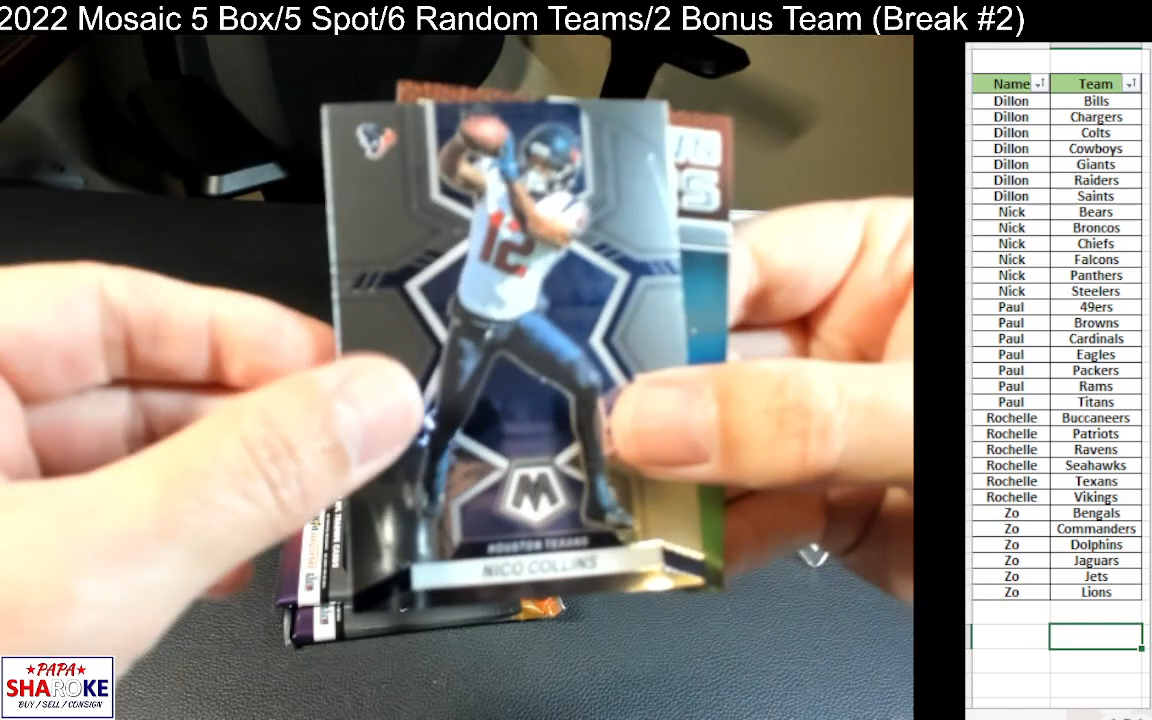 2022 Mosaic 5 Box/5 Spot/6 Random Teams/2 Bonus Team (Break #2)
Name Team
Dillon Bills
Dillon Chargers
Dillon Colts
Dillon Cowboys
Dillon Giants
Dillon Raiders
Dillon Saints
Nick Bears
Nick Broncos
Nick Chiefs
Nick Falcons
Nick Panthers
Nick Steelers
Paul 49ers
Paul Browns
Paul Cardinals
Paul Eagles
Paul Packers
Paul Rams
Paul Titans
Rochelle Buccaneers
Rochelle Patriots
Rochelle Ravens
Rochelle Seahawks
Rochelle Texans
Rochelle Vikings
Zo Bengals
Zo Commanders
Zo Dolphins
Zo Jaguars
Zo Jets
Zo Lions
12
M
HOUSTON TEXANS
NICO COLLINS
PAPA
SHAROKE
BUY / SELL / CONSIGN